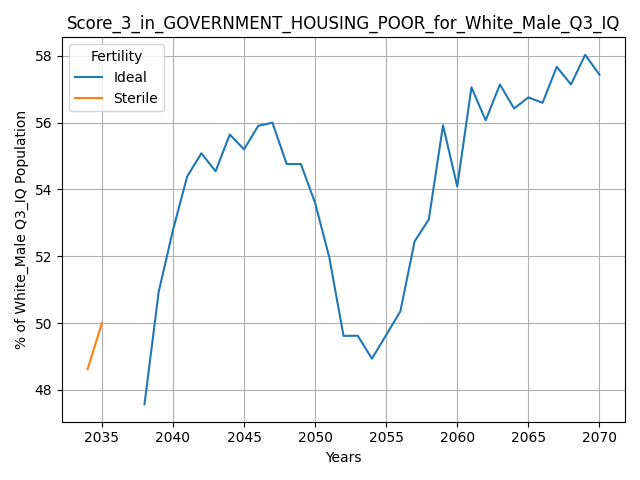 Score_3_in_GOVERNMENT_HOUSING_POOR_for_White_Male_Q3_IQ
Fertility
Ideal
Sterile
% of White_Male Q3_IQ Population
58
56
54
52
50
48
2035
2040
2045
2050
2055
2060
2065
2070
Years